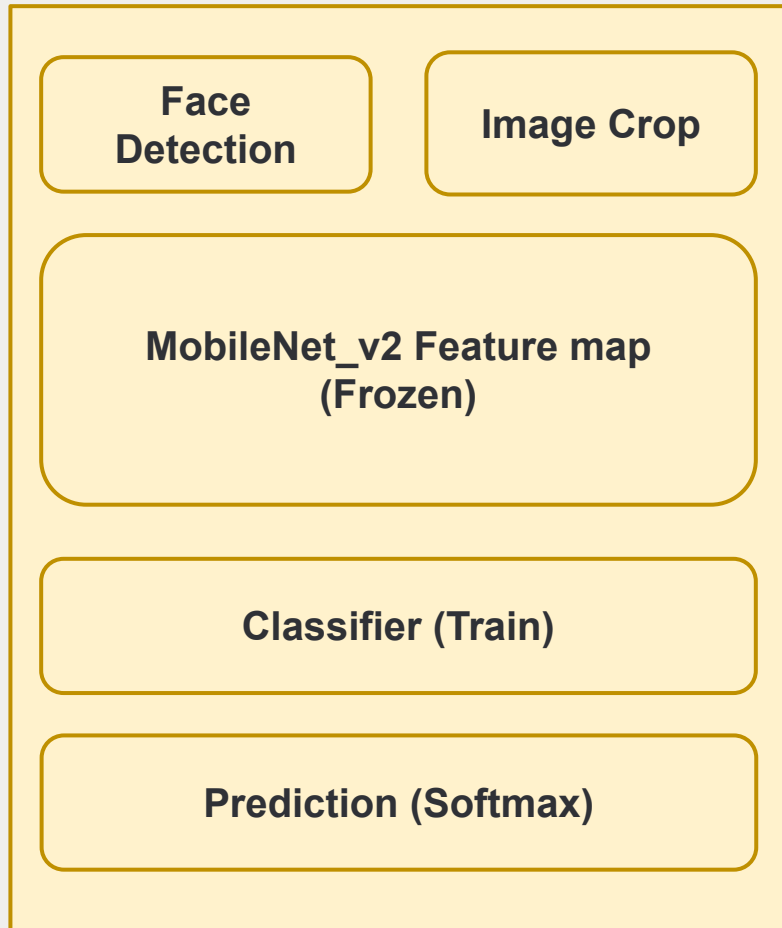 Face
Detection
Image Crop
MobileNet_v2 Feature map
(Frozen)
Classifier (Train)
Prediction (Softmax)